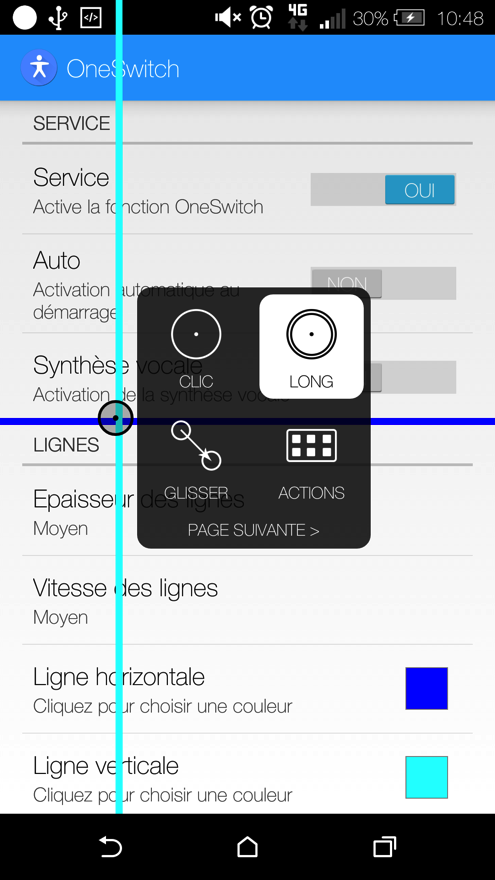 4G
30%
10:48
OneSwitch
SERVICE
Service
Active la fonction OneSwitch
OUI
Auto
Activation automatique au
démarrage
NON
Synthèse vocale
Activation de la synthèse vocale
CLIC
LONG
GLISSER
ACTIONS
PAGE SUIVANTE >
LIGNES
Epaisseur des lignes
Moyen
Vitesse des lignes
Moyen
Ligne horizontale
Cliquez pour choisir une couleur
Ligne verticale
Cliquez pour choisir une couleur